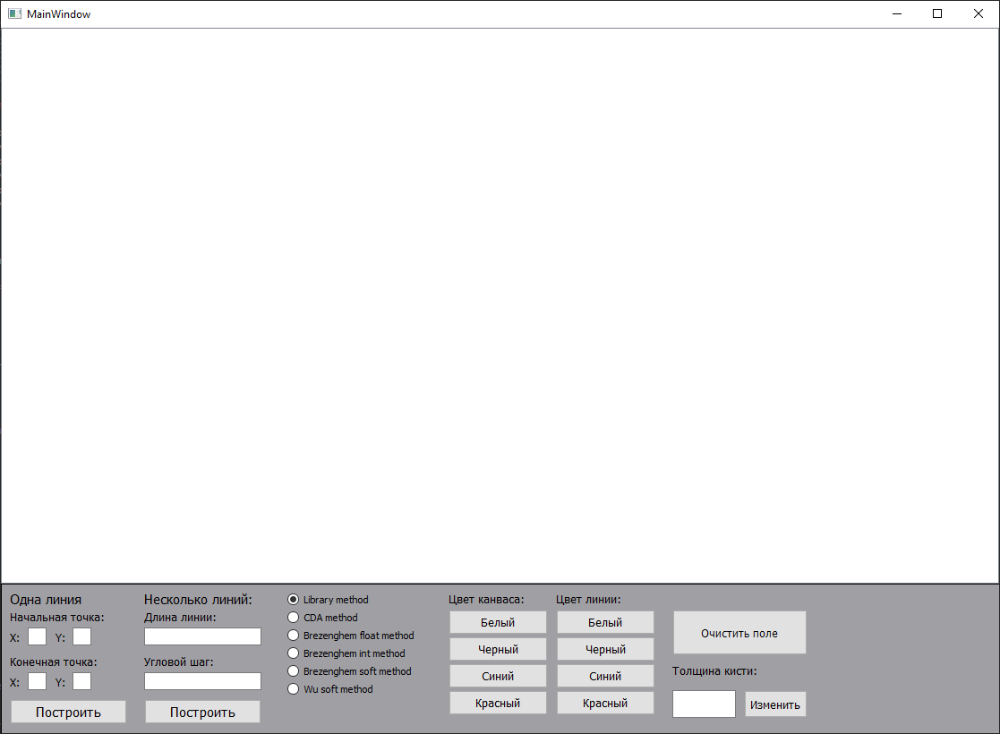 MainWindow
Одна линия
Начальная точка:
X: Y:
Конечная точка:
X: Y:
Построить
Несколько линий:
Длина линии:
Угловой шаг:
Построить
Library method
CDA method
Brezenghem float method
Brezenghem int method
Brezenghem soft method
Wu soft method
Цвет канваса:
Белый
Черный
Синий
Красный
Цвет линии:
Белый
Черный
Синий
Красный
Очистить поле
Толщина кисти:
Изменить